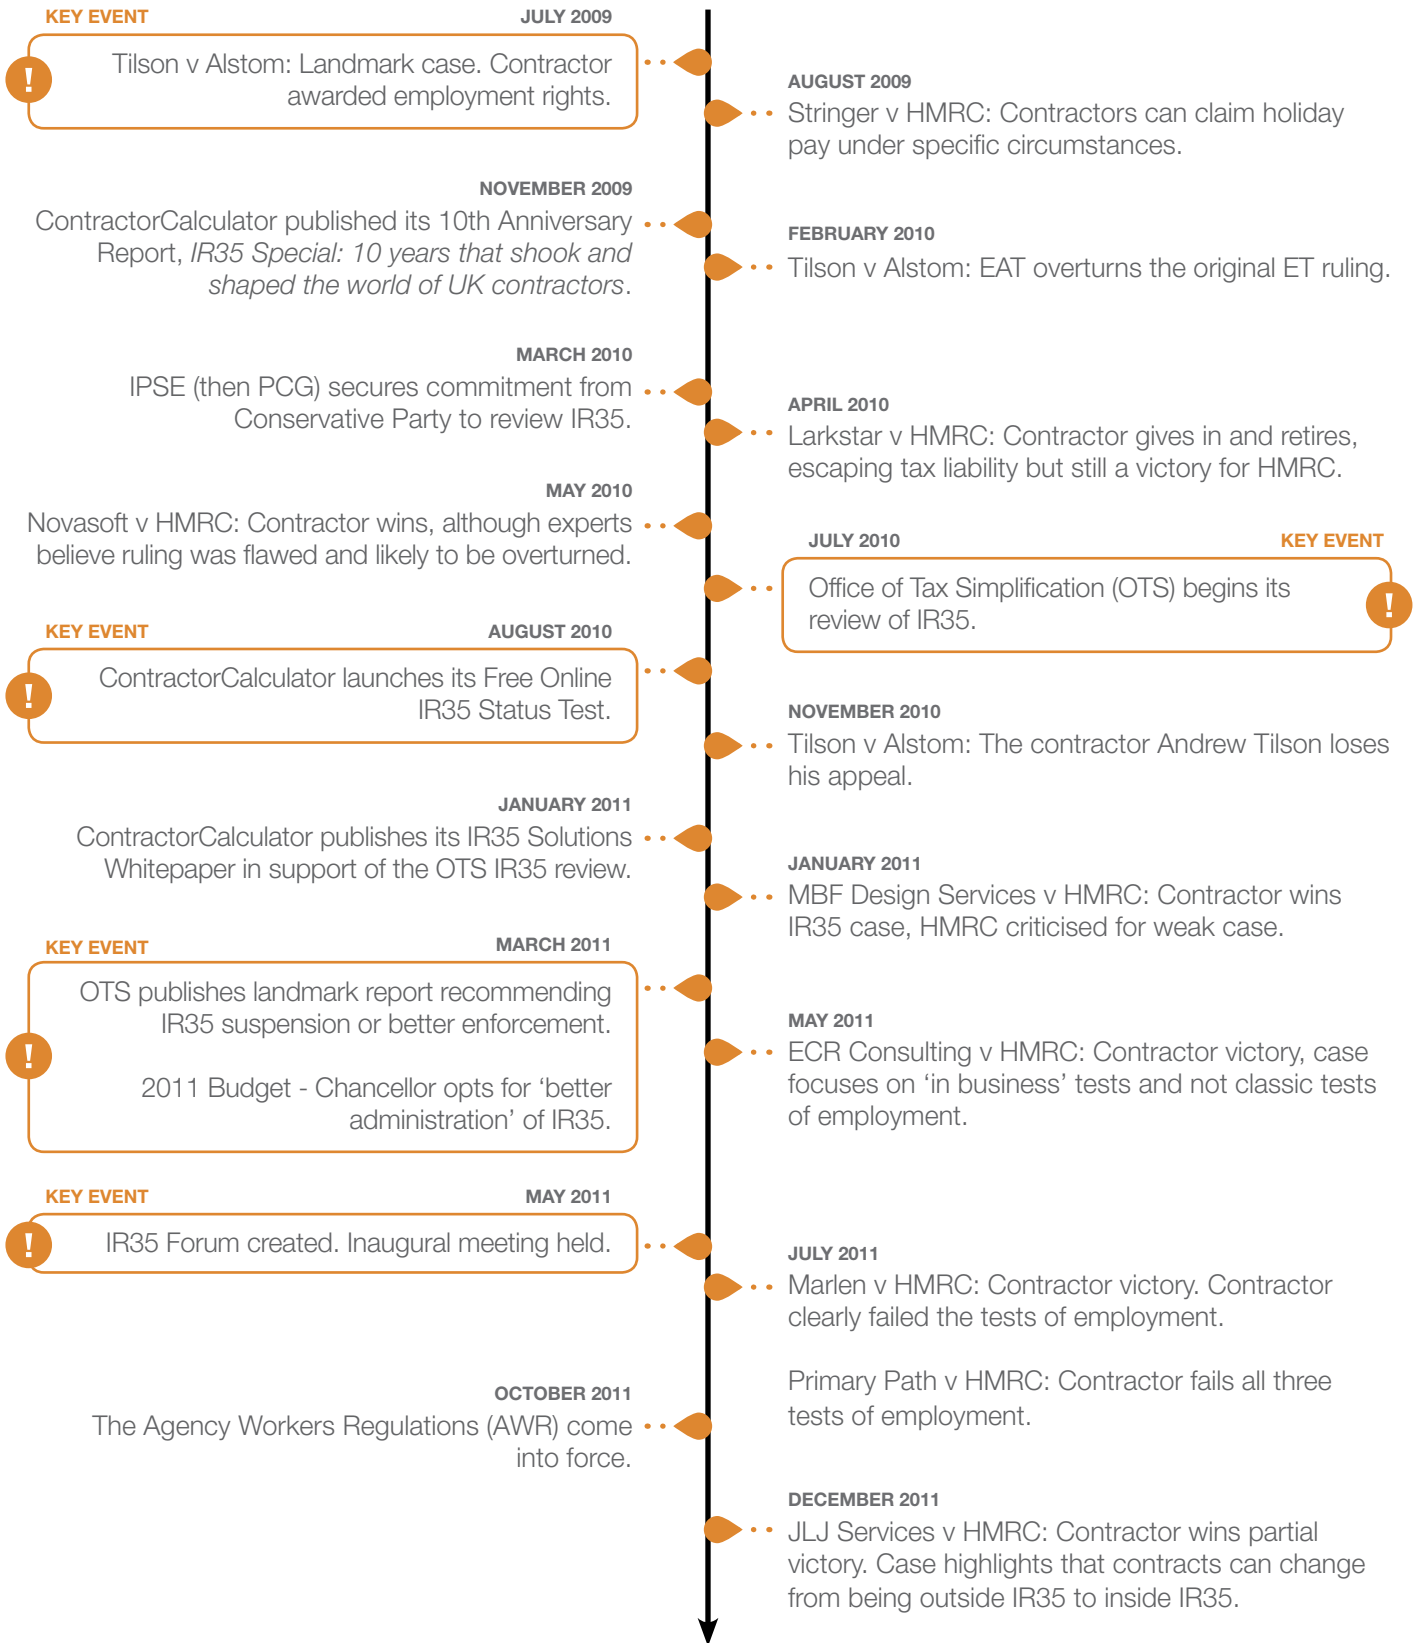 KEY EVENT
JULY 2009
!
Tilson v Alstom: Landmark case. Contractor
awarded employment rights.
AUGUST 2009
Stringer v HMRC: Contractors can claim holiday
pay under specific circumstances.
NOVEMBER 2009
ContractorCalculator published its 10th Anniversary
Report, IR35 Special: 10 years that shook and
shaped the world of UK contractors.
FEBRUARY 2010
Tilson v Alstom: EAT overturns the original ET ruling.
MARCH 2010
IPSE (then PCG) secures commitment from
Conservative Party to review IR35.
APRIL 2010
Larkstar v HMRC: Contractor gives in and retires,
escaping tax liability but still a victory for HMRC.
MAY 2010
Novasoft v HMRC: Contractor wins, although experts
believe ruling was flawed and likely to be overturned.
JULY 2010
KEY EVENT
Office of Tax Simplification (OTS) begins its
review of IR35.
!
KEY EVENT
AUGUST 2010
!
ContractorCalculator launches its Free Online
IR35 Status Test.
NOVEMBER 2010
Tilson v Alstom: The contractor Andrew Tilson loses
his appeal.
JANUARY 2011
ContractorCalculator publishes its IR35 Solutions
Whitepaper in support of the OTS IR35 review.
JANUARY 2011
MBF Design Services v HMRC: Contractor wins
IR35 case, HMRC criticised for weak case.
KEY EVENT
MARCH 2011
!
OTS publishes landmark report recommending
IR35 suspension or better enforcement.
2011 Budget - Chancellor opts for ‘better
administration’ of IR35.
MAY 2011
ECR Consulting v HMRC: Contractor victory, case
focuses on ‘in business’ tests and not classic tests
of employment.
KEY EVENT
MAY 2011
!
IR35 Forum created. Inaugural meeting held.
JULY 2011
Marlen v HMRC: Contractor victory. Contractor
clearly failed the tests of employment.
Primary Path v HMRC: Contractor fails all three
tests of employment.
OCTOBER 2011
The Agency Workers Regulations (AWR) come
into force.
DECEMBER 2011
JLJ Services v HMRC: Contractor wins partial
victory. Case highlights that contracts can change
from being outside IR35 to inside IR35.